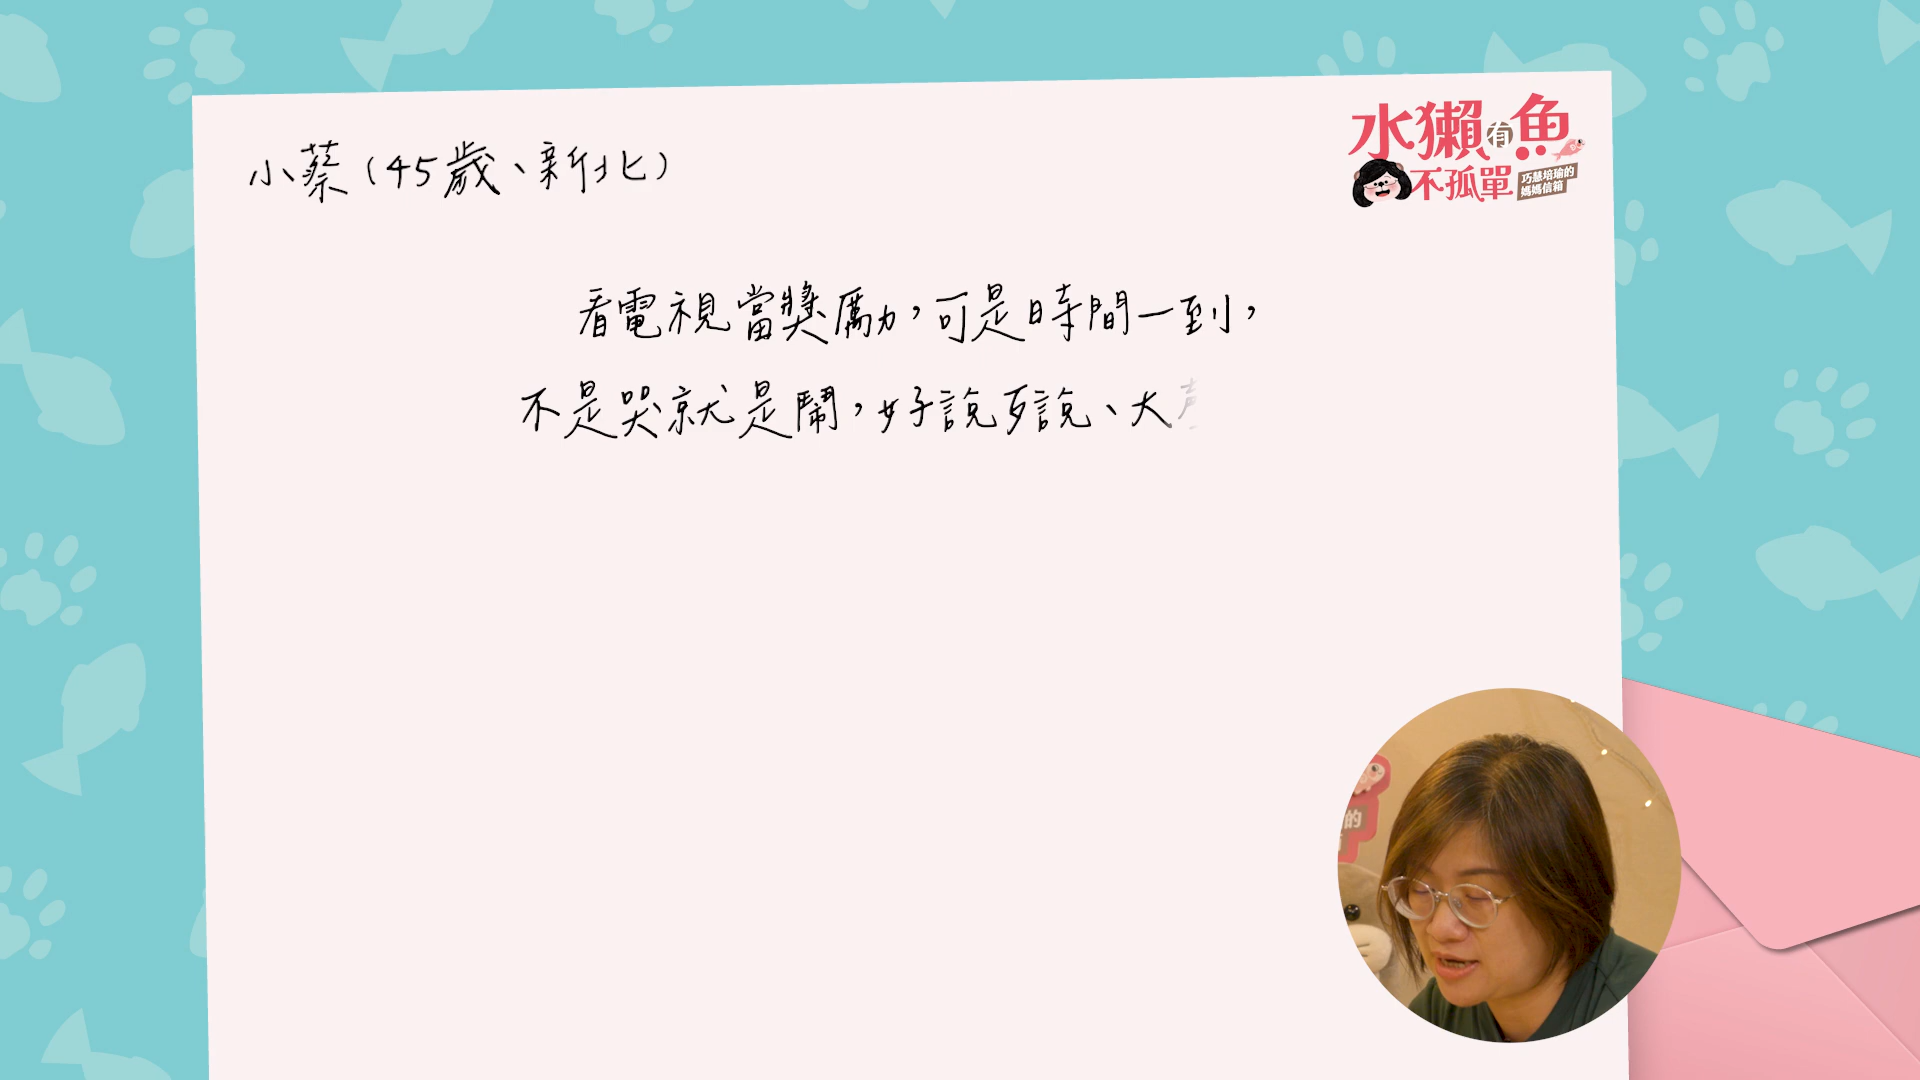 小蔡(45歲、新北)
水獺有魚
不孤單
巧慧培瑜的
媽媽信箱
看電視當獎勵,可是時間一到,
不是哭就是鬧,好說歹說、大
的